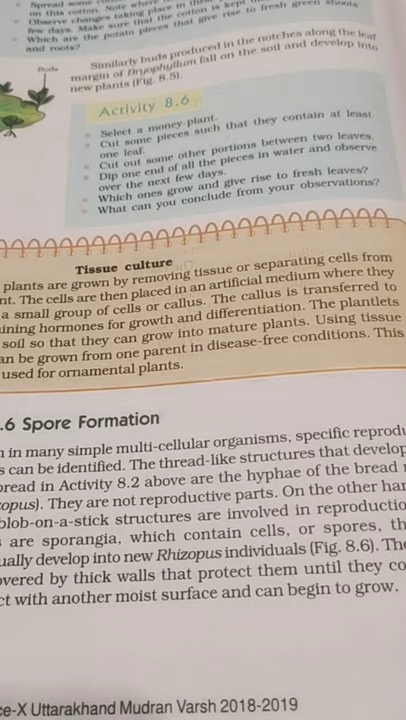 Spread some
on this cotton. Note where
Observe changes taking place in the
few days. Make sure that the cotton is kept
Which are the potato pieces that give rise to fresh green shoots
and roots?
Buds
Similarly buds produced in the notches along the leaf
margin of Bryophyllum fall on the soil and develop into
new plants (Fig. 8.5).
Activity 8.6
Select a money-plant.
Cut some pieces such that they contain at least
one leaf.
Cut out some other portions between two leaves.
Dip one end of all the pieces in water and observe
over the next few days.
Which ones grow and give rise to fresh leaves?
What can you conclude from your observations?
Tissue culture
plants are grown by removing tissue or separating cells from
nt. The cells are then placed in an artificial medium where they
a small group of cells or callus. The callus is transferred to
ining hormones for growth and differentiation. The plantlets
soil so that they can grow into mature plants. Using tissue
an be grown from one parent in disease-free conditions. This
used for ornamental plants.
.6 Spore Formation
n in many simple multi-cellular organisms, specific reprodu
s can be identified. The thread-like structures that develop
bread in Activity 8.2 above are the hyphae of the bread
zopus). They are not reproductive parts. On the other han
blob-on-a-stick structures are involved in reproductio
are sporangia, which contain cells, or spores, th
ually develop into new Rhizopus individuals (Fig. 8.6). The
overed by thick walls that protect them until they co
ct with another moist surface and can begin to grow.
ce-X Uttarakhand Mudran Varsh 2018-2019